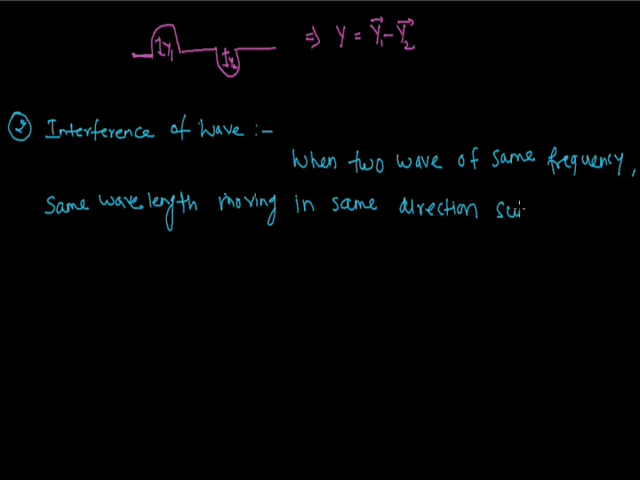 I y₁ I y₂ ⇒ Y = Y⃗₁ - Y⃗₂
② Interference of Wave :-
When two wave of same frequency,
Same wavelength moving in same direction